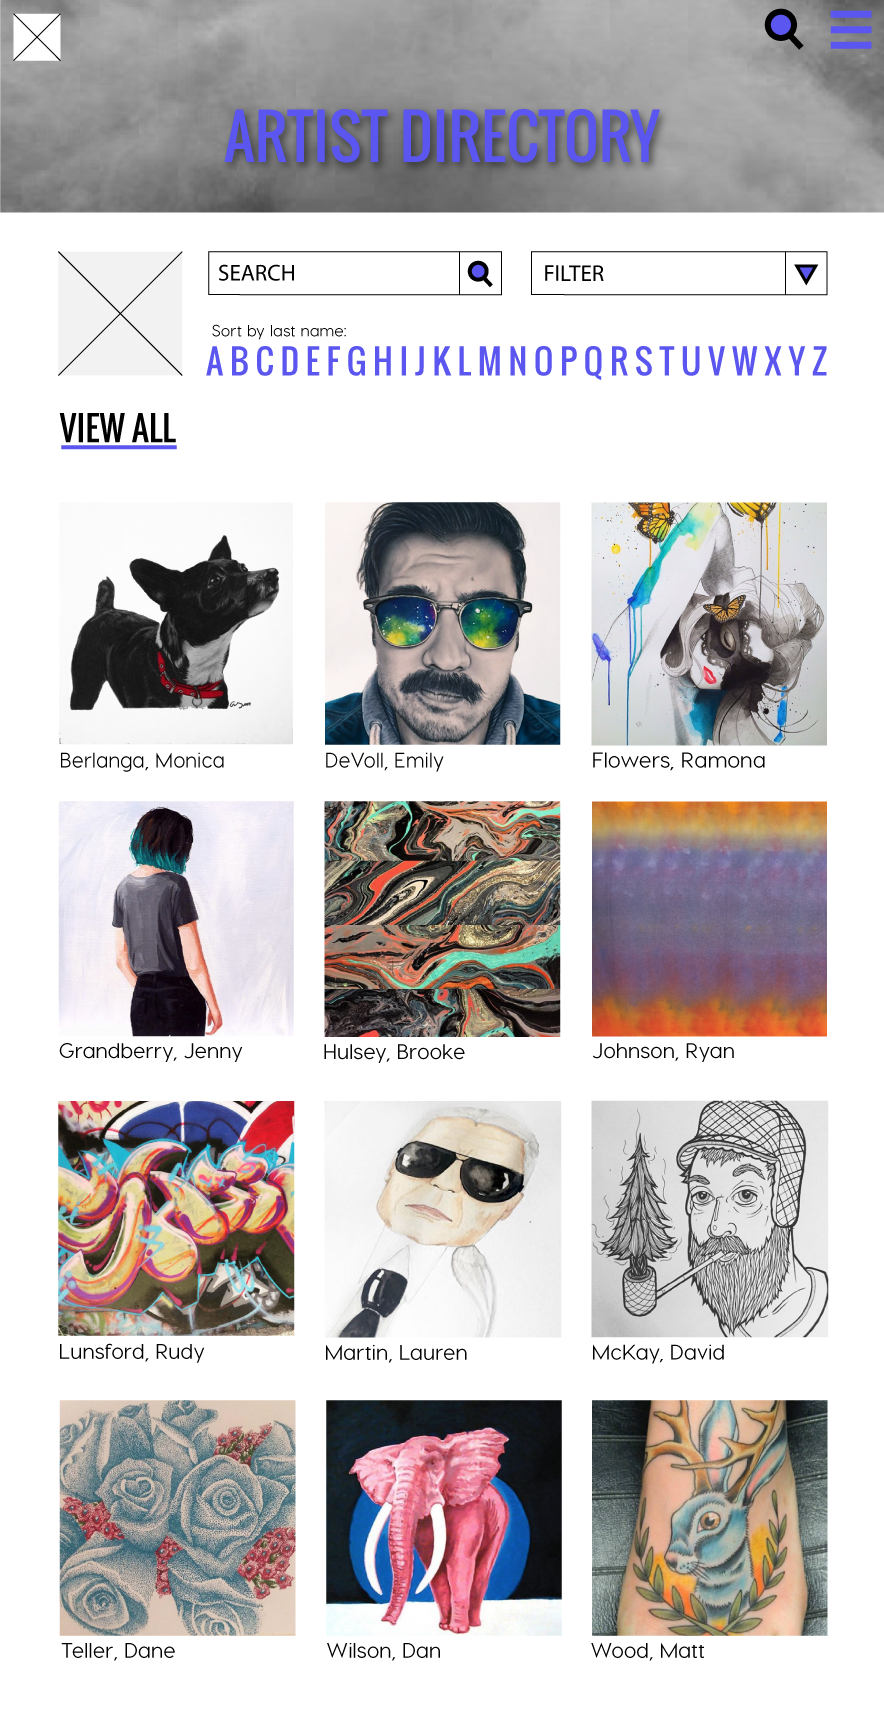 ARTIST DIRECTORY
SEARCH
FILTER
Sort by last name:
A B C D E F G H I J K L M N O P Q R S T U V W X Y Z
VIEW ALL
Berlanga, Monica
DeVoll, Emily
Flowers, Ramona
Grandberry, Jenny
Hulsey, Brooke
Johnson, Ryan
Lunsford, Rudy
Martin, Lauren
McKay, David
Teller, Dane
Wilson, Dan
Wood, Matt